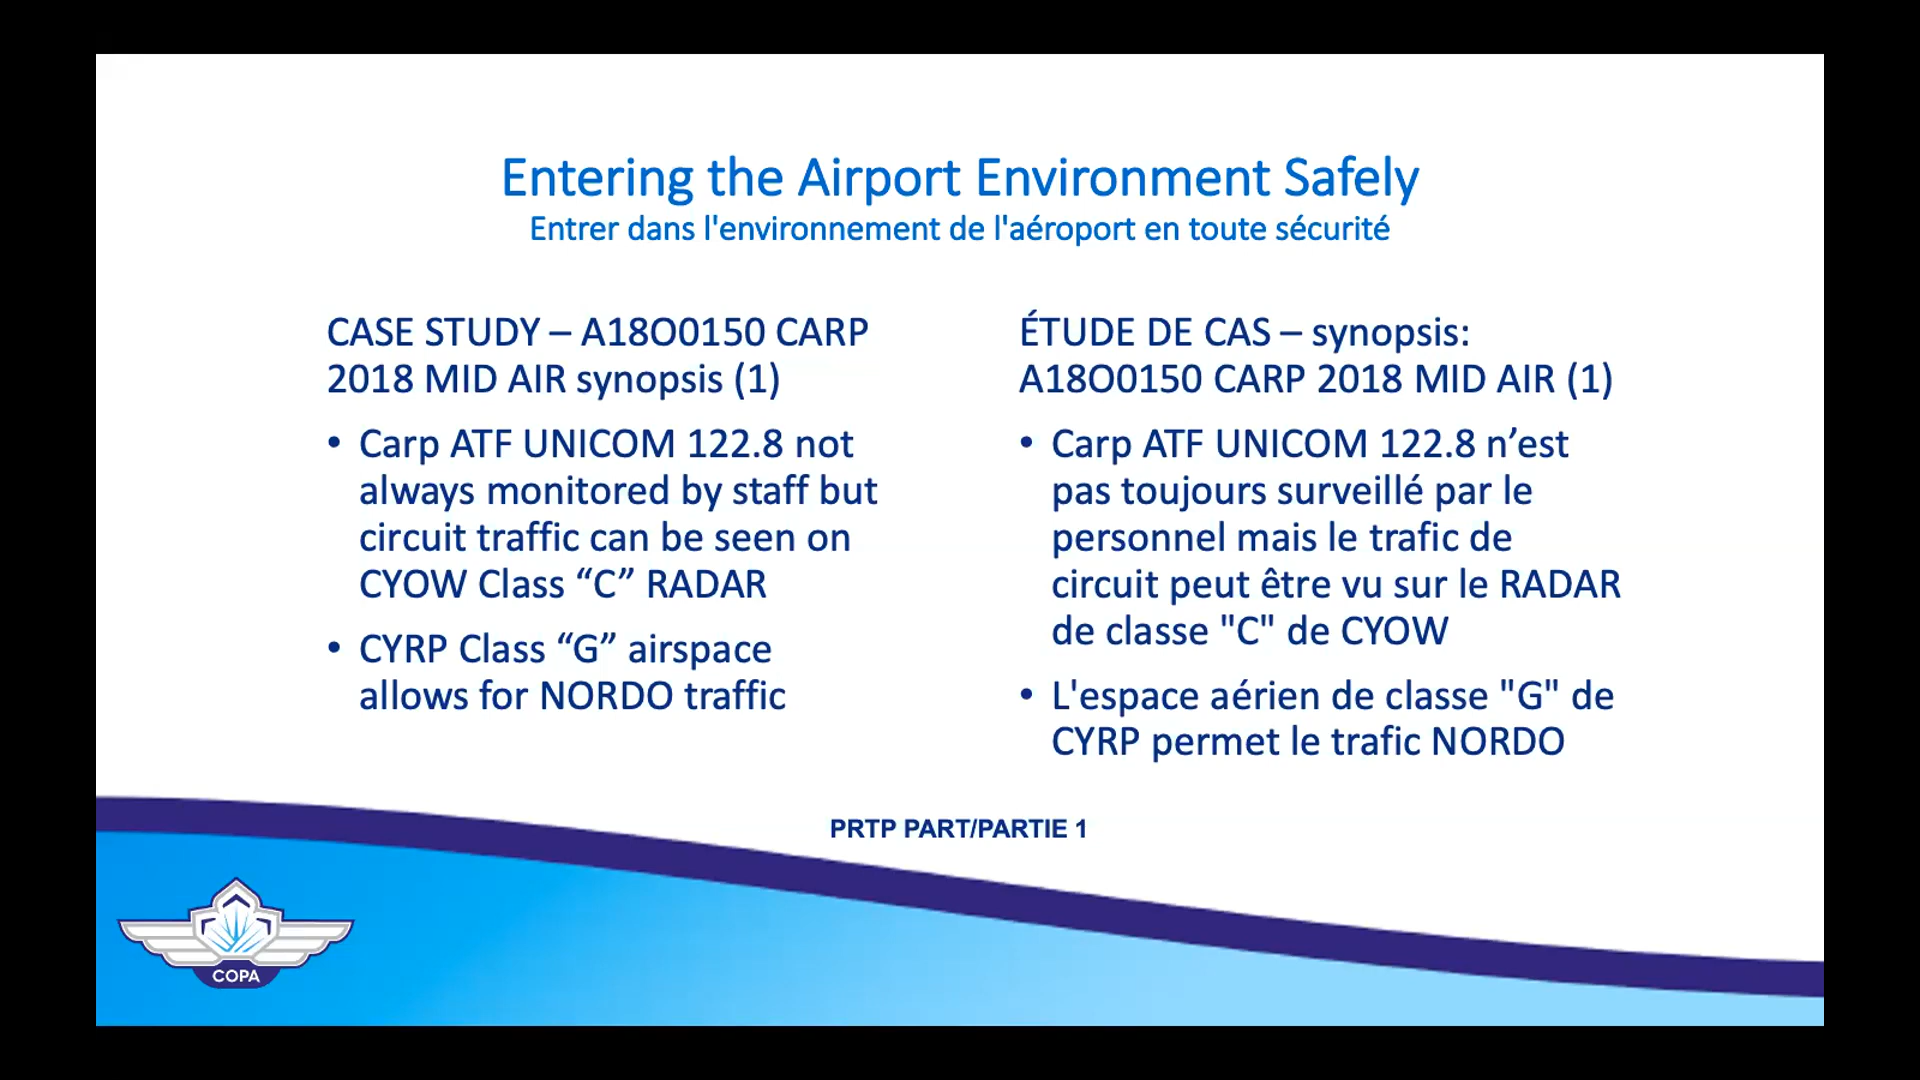 Entering the Airport Environment Safely
Entrer dans l'environnement de l'aéroport en toute sécurité
CASE STUDY – A18O0150 CARP
2018 MID AIR synopsis (1)
• Carp ATF UNICOM 122.8 not
always monitored by staff but
circuit traffic can be seen on
CYOW Class “C” RADAR
• CYRP Class “G” airspace
allows for NORDO traffic
ÉTUDE DE CAS – synopsis:
A18O0150 CARP 2018 MID AIR (1)
• Carp ATF UNICOM 122.8 n’est
pas toujours surveillé par le
personnel mais le trafic de
circuit peut être vu sur le RADAR
de classe "C" de CYOW
• L'espace aérien de classe "G" de
CYRP permet le trafic NORDO
PRTP PART/PARTIE 1
COPA